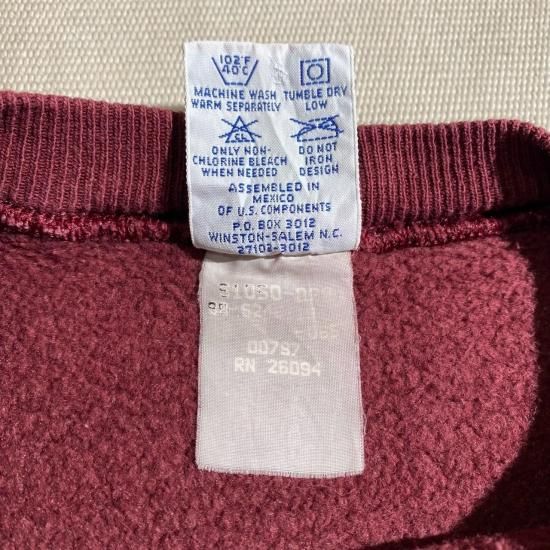 102°F
40°C
MACHINE WASH
WARM SEPARATELY
TUMBLE DRY
LOW
CL
ONLY NON-
CHLORINE BLEACH
WHEN NEEDED
DO NOT
IRON
DESIGN
ASSEMBLED IN
MEXICO
OF U.S. COMPONENTS
P.O. BOX 3012
WINSTON-SALEM N.C.
27102-3012
00797
RN 26094